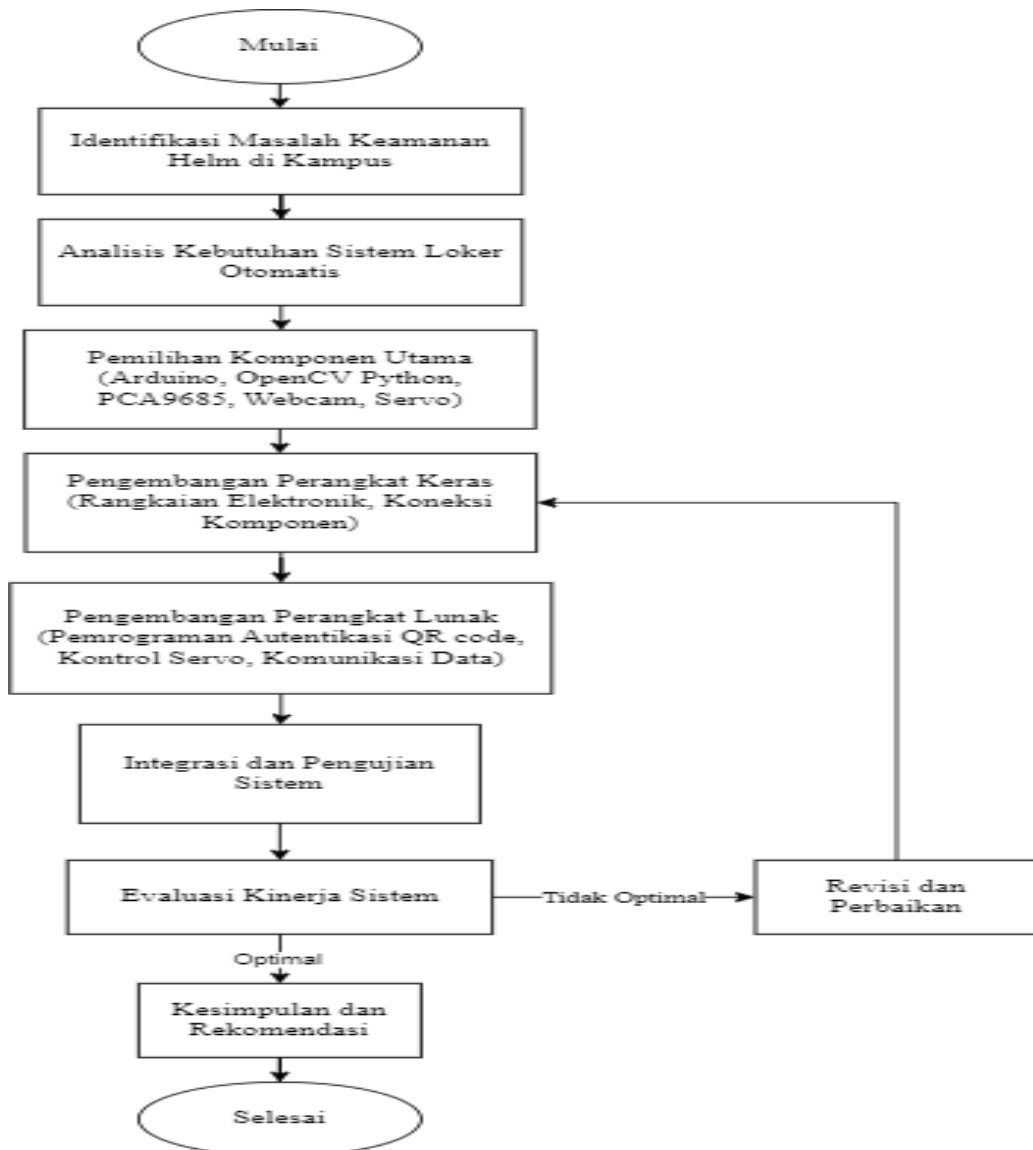 Mulai
Identifikasi Masalah Keamanan
Helm di Kampus
Analisis Kebutuhan Sistem Loker
Otomatis
Pemilihan Komponen Utama
(Arduino, OpenCV Python,
PCA9685, Webcam, Servo)
Pengembangan Perangkat Keras
(Rangkaian Elektronik, Koneksi
Komponen)
Pengembangan Perangkat Lunak
(Pemrograman Autentikasi QR code,
Kontrol Servo, Komunikasi Data)
Integrasi dan Pengujian
Sistem
Evaluasi Kinerja Sistem
Tidak Optimal
Revisi dan
Perbaikan
Optimal
Kesimpulan dan
Rekomendasi
Selesai